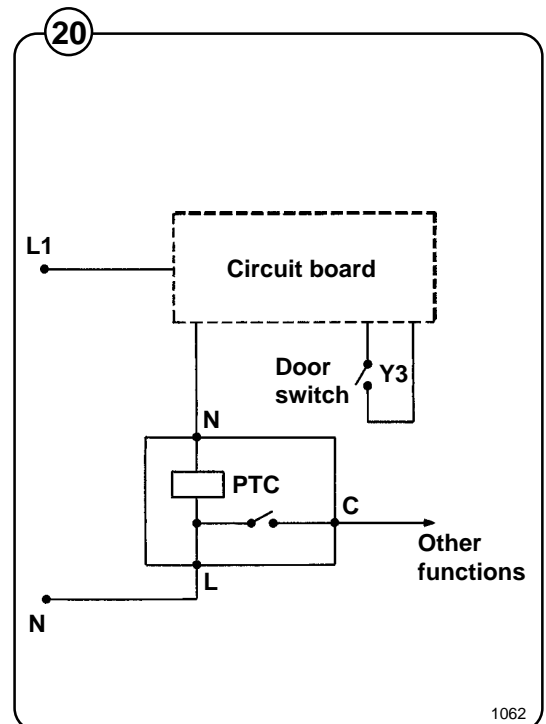 20
L1
Circuit board
Door
switch
Y3
N
PTC
C
Other
functions
L
N
1062